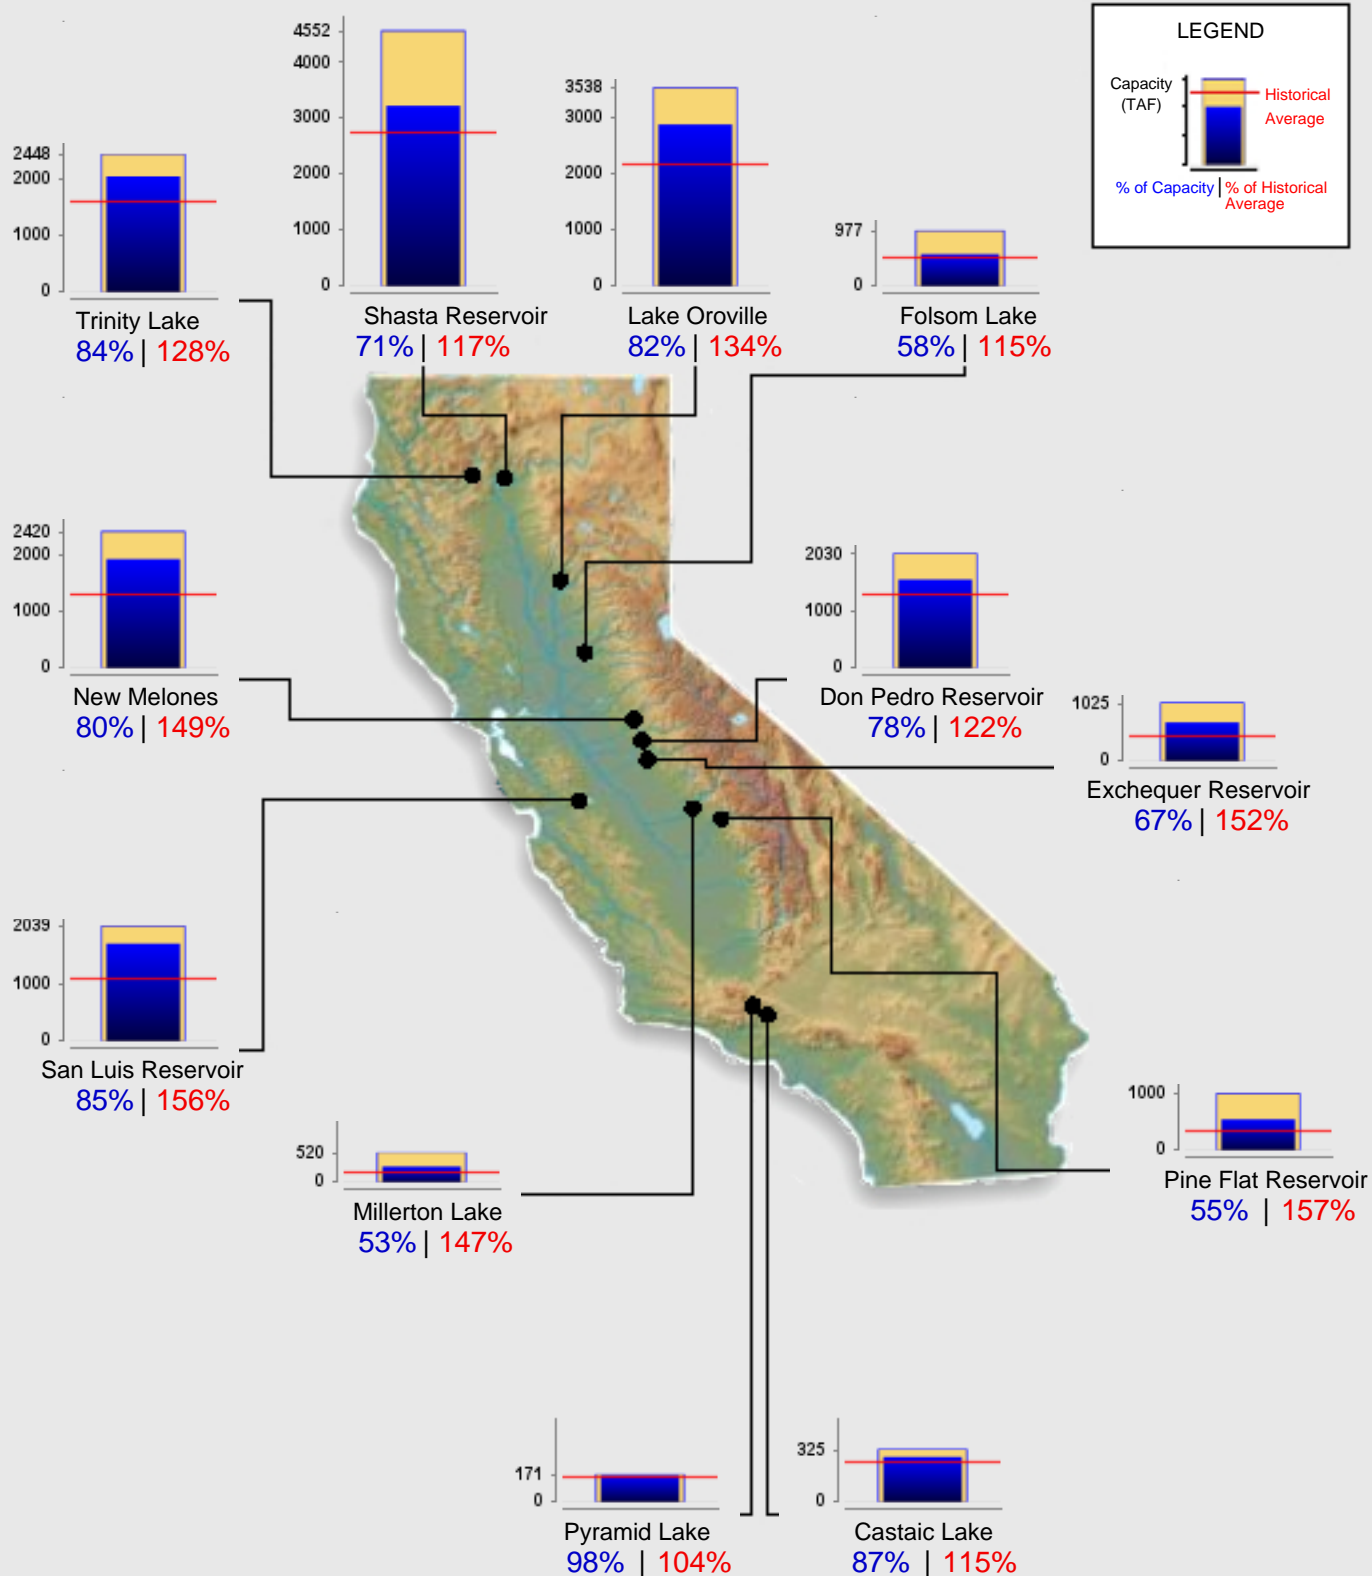 LEGEND
Capacity
(TAF)
Historical
Average
% of Capacity | % of Historical
Average
4552
4000
3000
2000
1000
0
Shasta Reservoir
71% | 117%
3538
3000
2000
1000
0
Lake Oroville
82% | 134%
2448
2000
1000
0
Trinity Lake
84% | 128%
977
0
Folsom Lake
58% | 115%
2420
2000
1000
0
New Melones
80% | 149%
2030
1000
0
Don Pedro Reservoir
78% | 122%
1025
0
Exchequer Reservoir
67% | 152%
2039
1000
0
San Luis Reservoir
85% | 156%
520
0
Millerton Lake
53% | 147%
1000
0
Pine Flat Reservoir
55% | 157%
171
0
Pyramid Lake
98% | 104%
325
0
Castaic Lake
87% | 115%